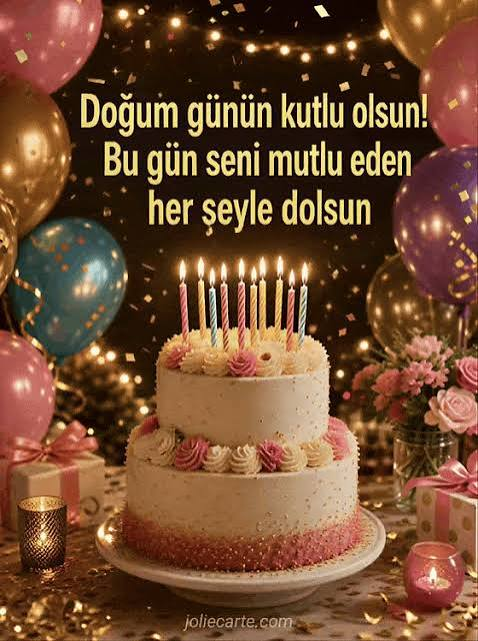 Doğum günün kutlu olsun!
Bu gün seni mutlu eden
her şeyle dolsun
joliecarte.com